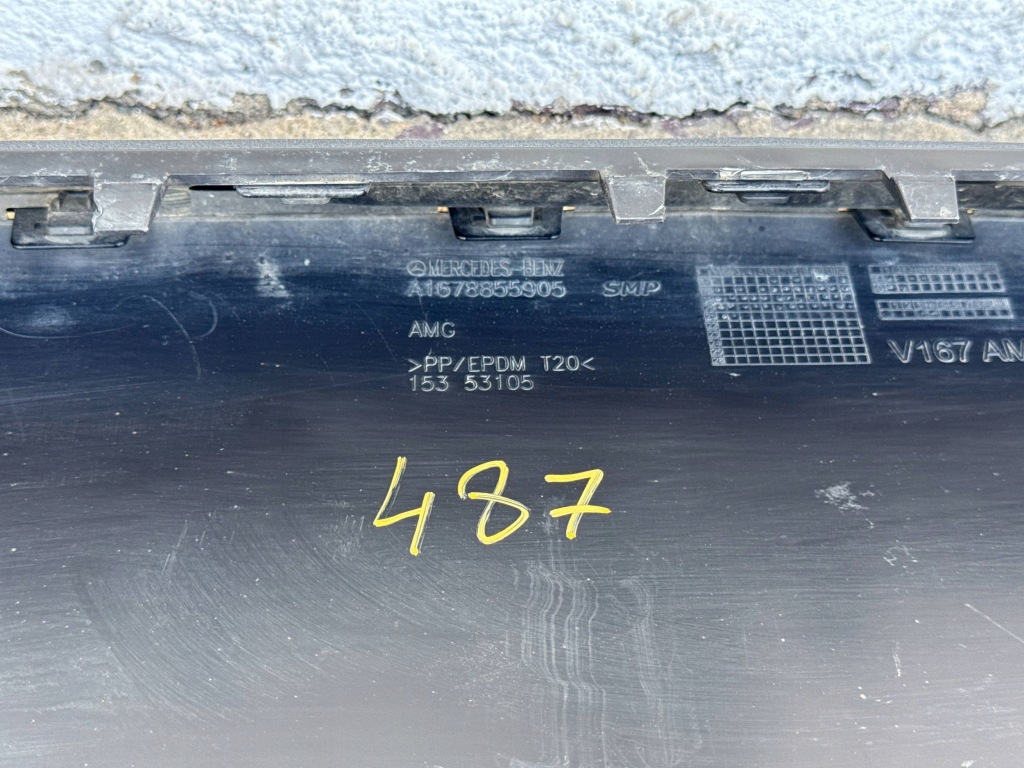 MERCEDES-BENZ
A1678855905 SMP
AMG
>PP/EPDM T20<
153 53105
V167 AM
487